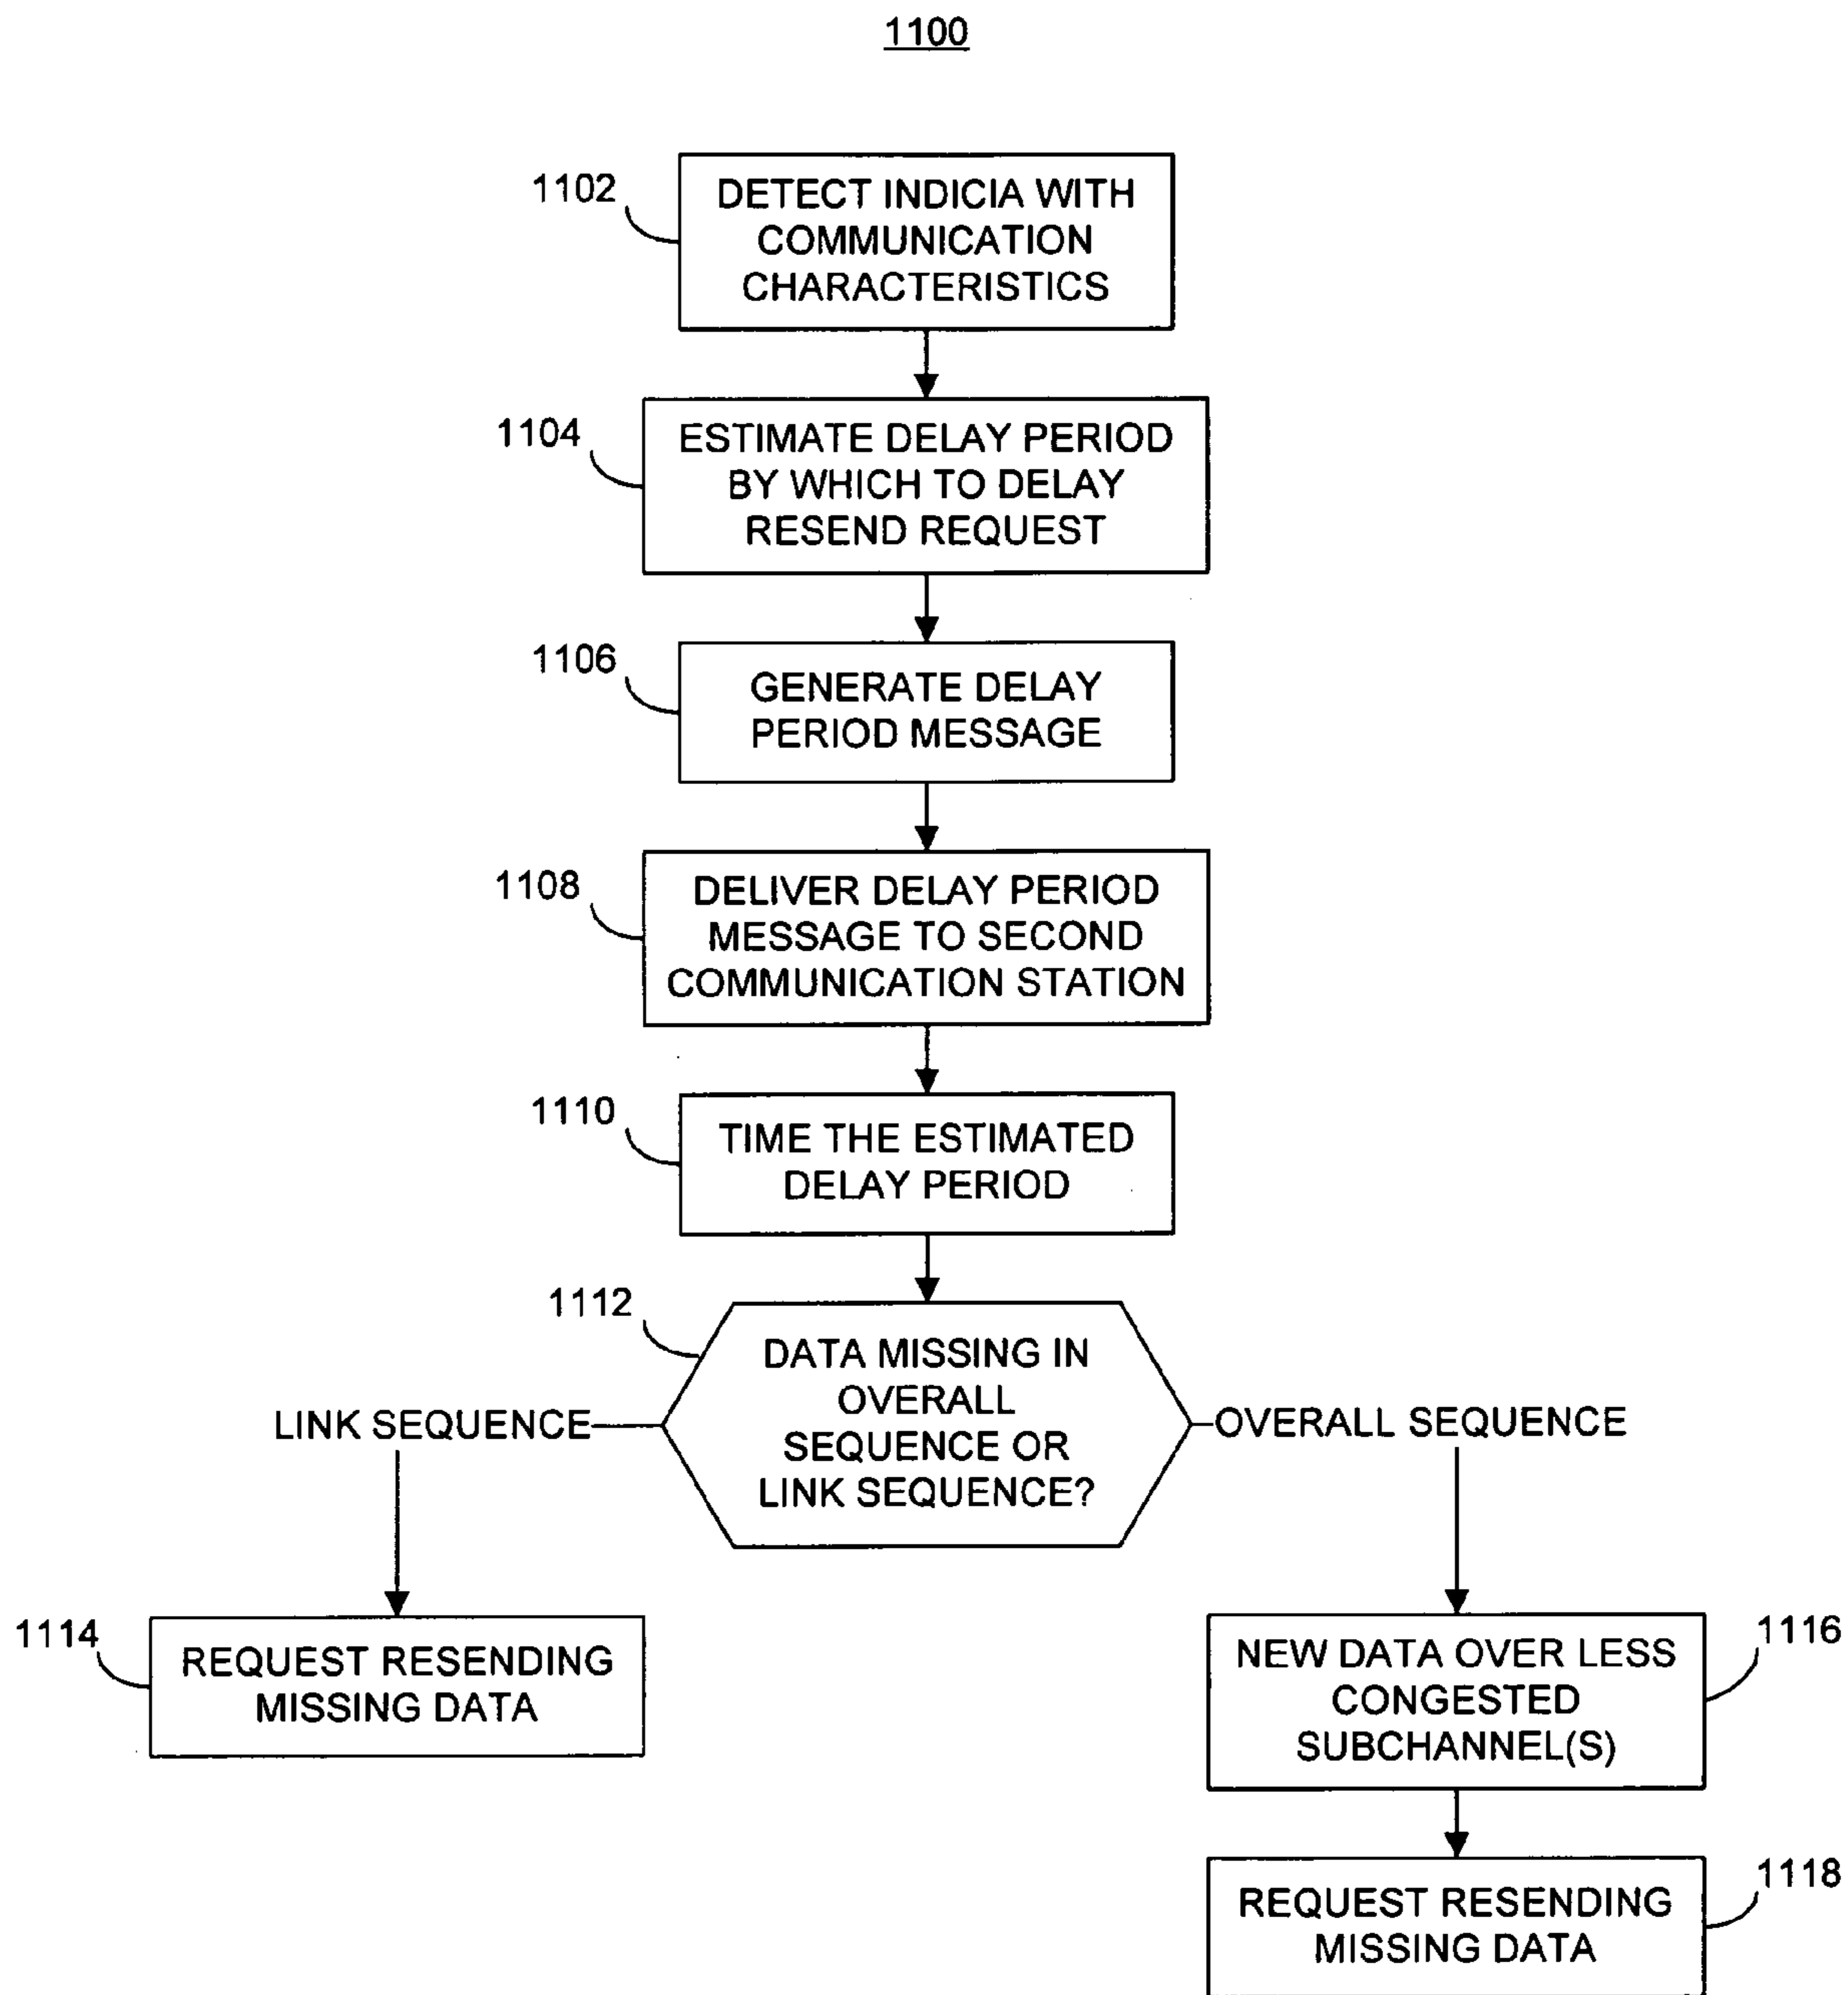 1100
1102
DETECT INDICIA WITH
COMMUNICATION
CHARACTERISTICS
1104
ESTIMATE DELAY PERIOD
BY WHICH TO DELAY
RESEND REQUEST
1106
GENERATE DELAY
PERIOD MESSAGE
1108
DELIVER DELAY PERIOD
MESSAGE TO SECOND
COMMUNICATION STATION
1110
TIME THE ESTIMATED
DELAY PERIOD
1112
DATA MISSING IN
OVERALL
SEQUENCE OR
LINK SEQUENCE?
LINK SEQUENCE
OVERALL SEQUENCE
1114
REQUEST RESENDING
MISSING DATA
1116
NEW DATA OVER LESS
CONGESTED
SUBCHANNEL(S)
1118
REQUEST RESENDING
MISSING DATA